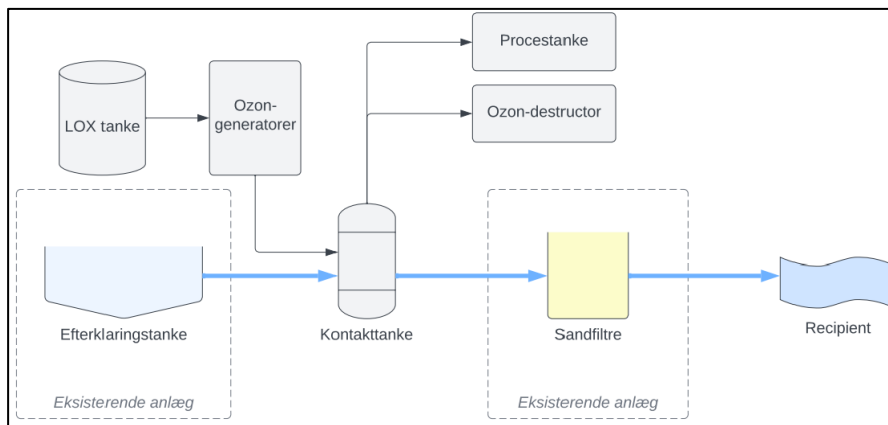 Procestanke
LOX tanke
Ozon-
generatorer
Ozon-destructor
Efterklaringstanke
Kontakttanke
Sandfiltre
Recipient
Eksisterende anlæg
Eksisterende anlæg